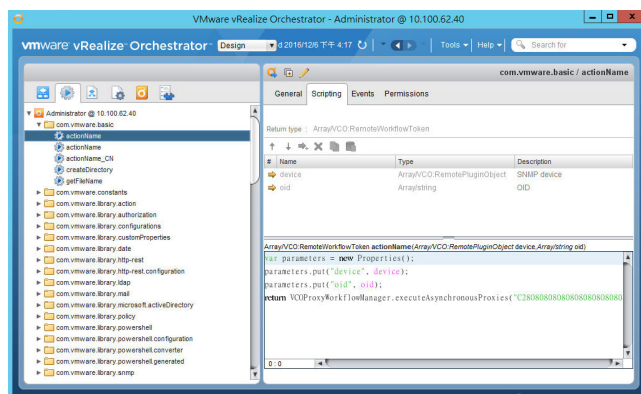 VMware vRealize Orchestrator - Administrator @ 10.100.62.40
vmware vRealize Orchestrator Design d 2016/12/6 下午 4:17 Tools Help Search for
com.vmware.basic / actionName
General Scripting Events Permissions
Administrator @ 10.100.62.40
com.vmware.basic
actionName
actionName
actionName_CN
createDirectory
getFileName
com.vmware.constants
com.vmware.library.action
com.vmware.library.authorization
com.vmware.library.configurations
com.vmware.library.customProperties
com.vmware.library.date
com.vmware.library.http-rest
com.vmware.library.http-rest.configuration
com.vmware.library.ldap
com.vmware.library.mail
com.vmware.library.microsoft.activeDirectory
com.vmware.library.policy
com.vmware.library.powershell
com.vmware.library.powershell.configuration
com.vmware.library.powershell.converter
com.vmware.library.powershell.generated
com.vmware.library.snmp
Return type : Array/VCO:RemoteWorkflowToken
# Name Type Description
device Array/VCO:RemotePluginObject SNMP device
oid Array/string OID
Array/VCO:RemoteWorkflowToken actionName(Array/VCO:RemotePluginObject device,Array/string oid)
var parameters = new Properties();
parameters.put("device", device);
parameters.put("oid", oid);
return VCOProxyWorkflowManager.executeAsynchronousProxies("C2808080808080808080808080
0 : 0